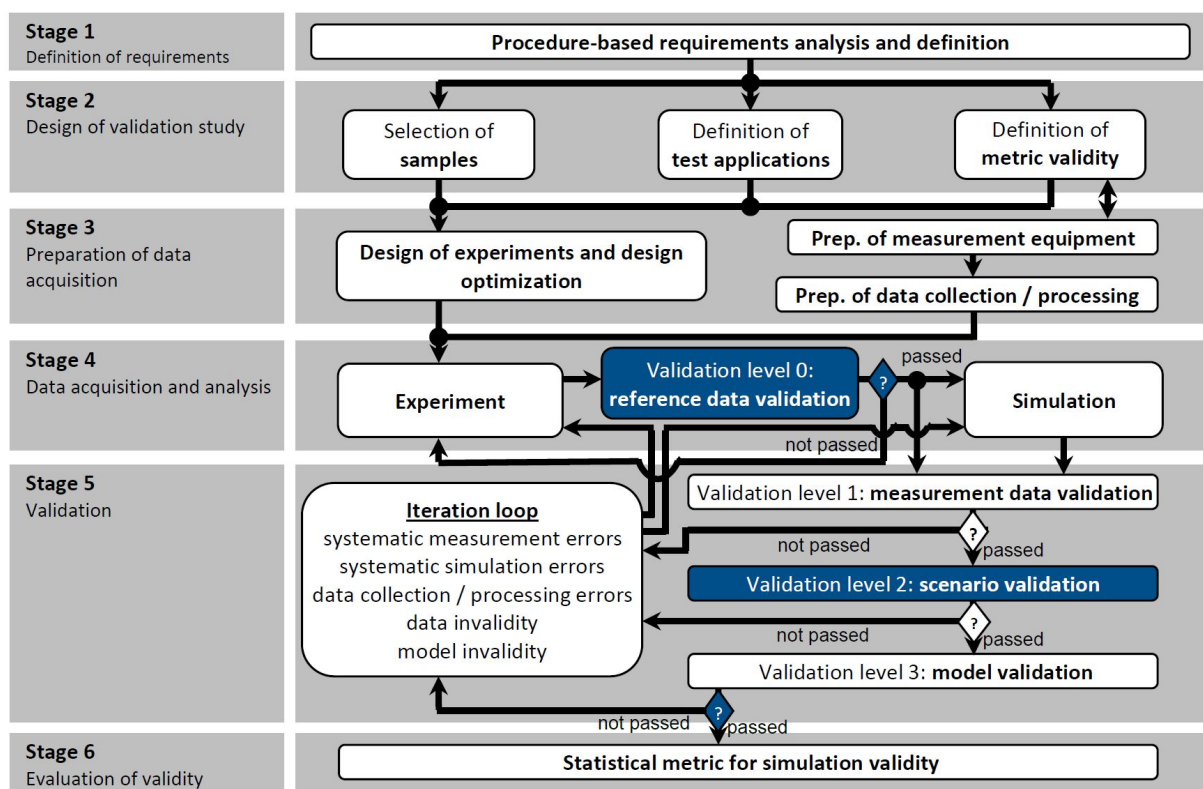 Stage 1
Definition of requirements
Procedure-based requirements analysis and definition
Stage 2
Design of validation study
Selection of
samples
Definition of
test applications
Definition of
metric validity
Stage 3
Preparation of data
acquisition
Design of experiments and design
optimization
Prep. of measurement equipment
Prep. of data collection / processing
Stage 4
Data acquisition and analysis
Experiment
Validation level 0:
reference data validation
?
passed
not passed
Simulation
Stage 5
Validation
Iteration loop
systematic measurement errors
systematic simulation errors
data collection / processing errors
data invalidity
model invalidity
Validation level 1: measurement data validation
?
not passed
passed
Validation level 2: scenario validation
?
not passed
passed
Validation level 3: model validation
?
not passed
passed
Stage 6
Evaluation of validity
Statistical metric for simulation validity